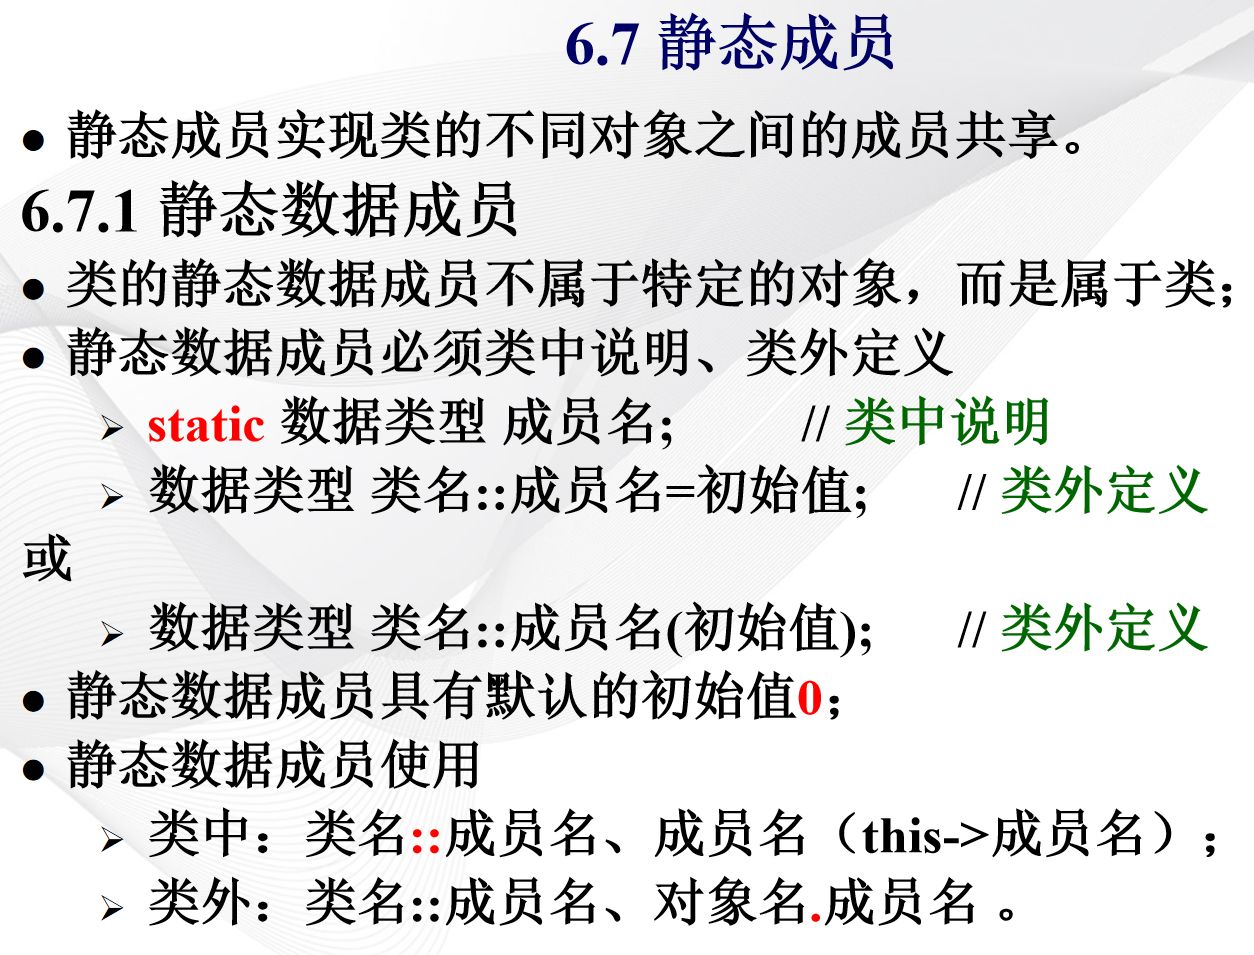 6.7 静态成员
● 静态成员实现类的不同对象之间的成员共享。
6.7.1 静态数据成员
● 类的静态数据成员不属于特定的对象，而是属于类；
● 静态数据成员必须类中说明、类外定义
➢ static 数据类型 成员名; // 类中说明
➢ 数据类型 类名::成员名=初始值; // 类外定义
或
➢ 数据类型 类名::成员名(初始值); // 类外定义
● 静态数据成员具有默认的初始值0；
● 静态数据成员使用
➢ 类中：类名::成员名、成员名（this->成员名）；
➢ 类外：类名::成员名、对象名.成员名 。